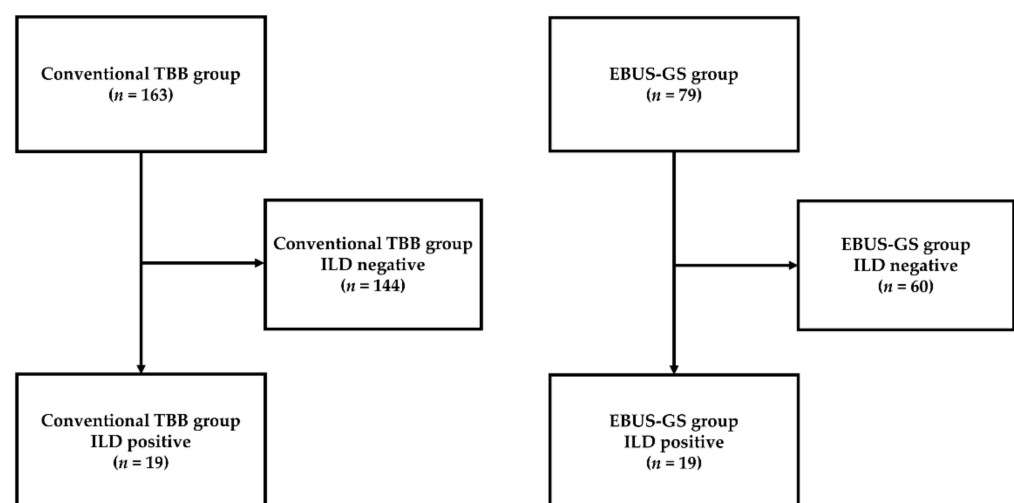 Conventional TBB group
(n = 163)
EBUS-GS group
(n = 79)
Conventional TBB group
ILD negative
(n = 144)
EBUS-GS group
ILD negative
(n = 60)
Conventional TBB group
ILD positive
(n = 19)
EBUS-GS group
ILD positive
(n = 19)